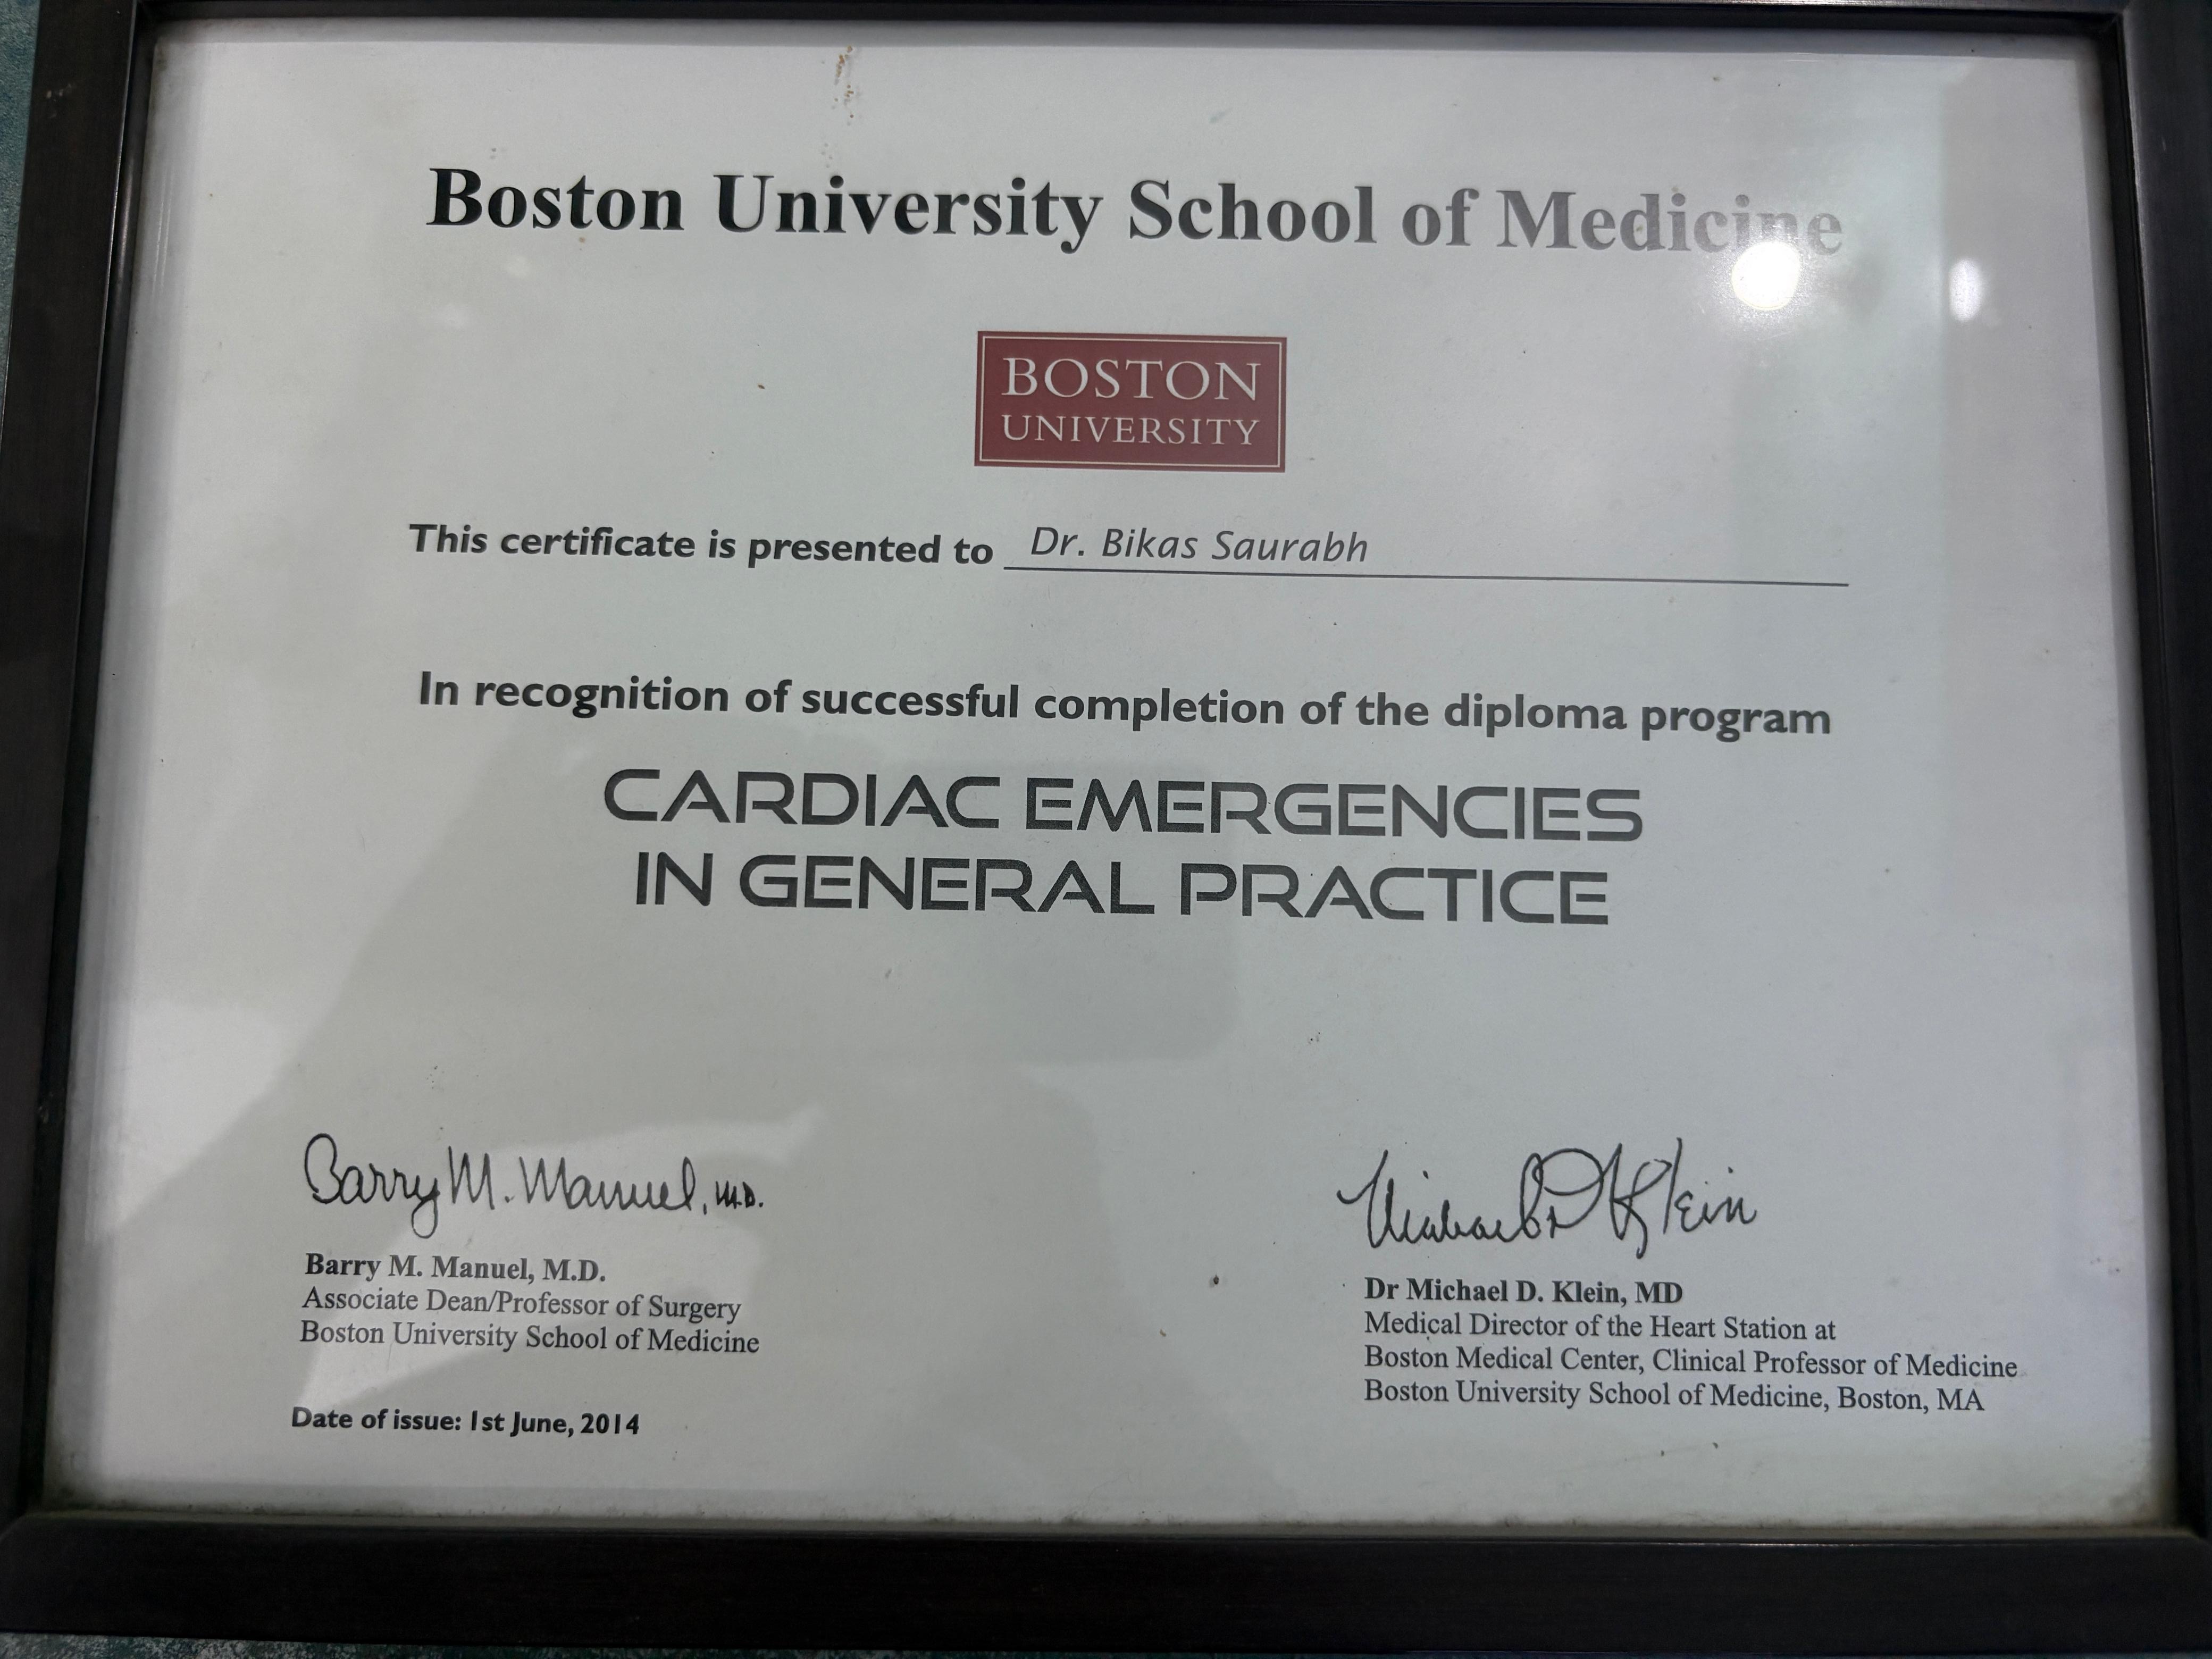 Boston University School of Medicine
BOSTON
UNIVERSITY
This certificate is presented to Dr. Bikas Saurabh
In recognition of successful completion of the diploma program
CARDIAC EMERGENCIES
IN GENERAL PRACTICE
Barry M. Manuel, M.D.
Barry M. Manuel, M.D.
Associate Dean/Professor of Surgery
Boston University School of Medicine
Date of issue: 1st June, 2014
Michael D Klein
Dr Michael D. Klein, MD
Medical Director of the Heart Station at
Boston Medical Center, Clinical Professor of Medicine
Boston University School of Medicine, Boston, MA